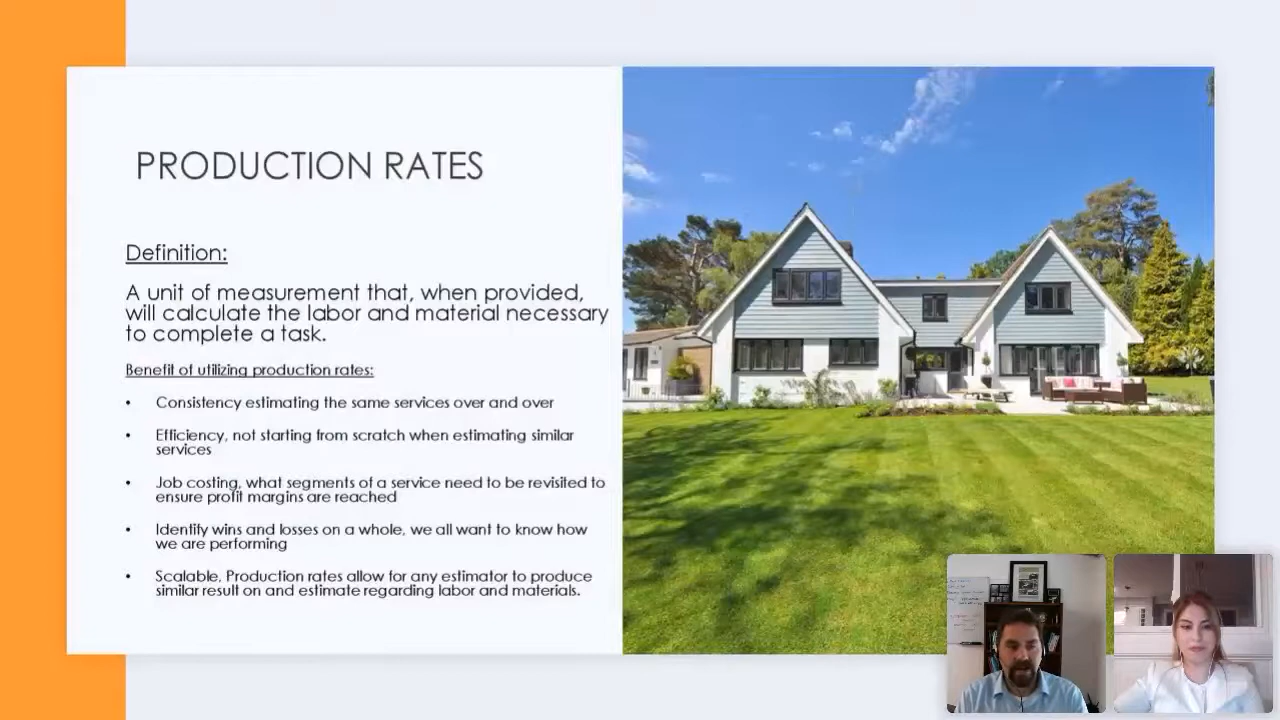 PRODUCTION RATES
Definition:
A unit of measurement that, when provided,
will calculate the labor and material necessary
to complete a task.
Benefit of utilizing production rates:
• Consistency estimating the same services over and over
• Efficiency, not starting from scratch when estimating similar
services
• Job costing, what segments of a service need to be revisited to
ensure profit margins are reached
• Identify wins and losses on a whole, we all want to know how
we are performing
• Scalable, Production rates allow for any estimator to produce
similar result on and estimate regarding labor and materials.